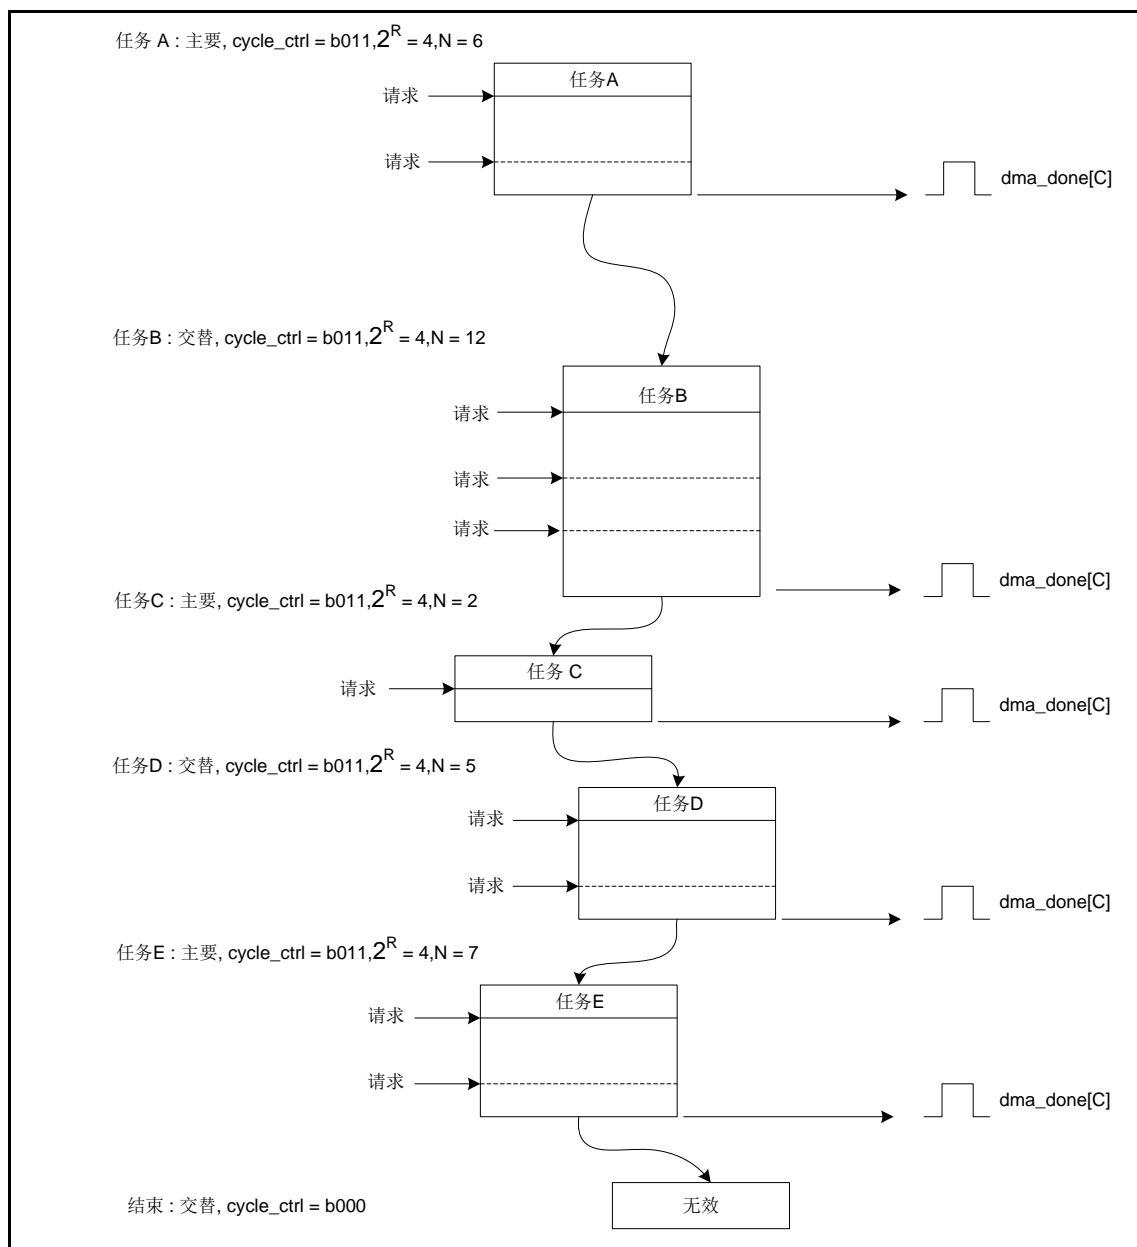 任务 A : 主要, cycle_ctrl = b011,2^R = 4,N = 6
任务A
请求
请求
dma_done[C]
任务B : 交替, cycle_ctrl = b011,2^R = 4,N = 12
任务B
请求
请求
请求
dma_done[C]
任务C : 主要, cycle_ctrl = b011,2^R = 4,N = 2
任务 C
请求
dma_done[C]
任务D : 交替, cycle_ctrl = b011,2^R = 4,N = 5
任务D
请求
请求
dma_done[C]
任务E : 主要, cycle_ctrl = b011,2^R = 4,N = 7
任务E
请求
请求
dma_done[C]
结束 : 交替, cycle_ctrl = b000
无效